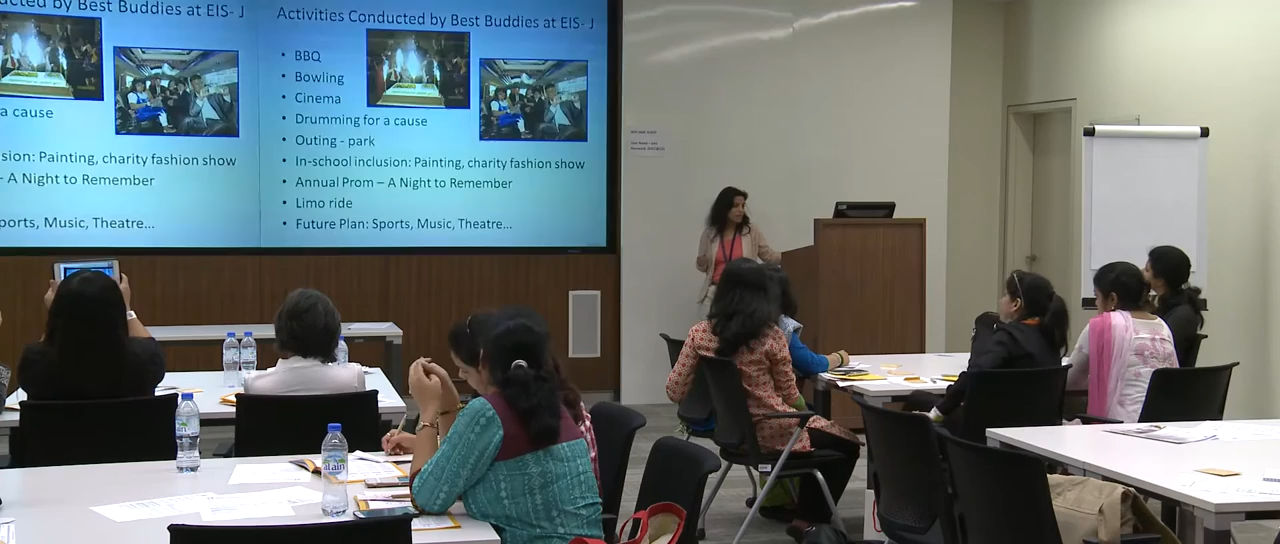 ucted by Best Buddies at EIS- J
a cause
sion: Painting, charity fashion show
- A Night to Remember
ports, Music, Theatre...
Activities Conducted by Best Buddies at EIS- J
• BBQ
• Bowling
• Cinema
• Drumming for a cause
• Outing - park
• In-school inclusion: Painting, charity fashion show
• Annual Prom – A Night to Remember
• Limo ride
• Future Plan: Sports, Music, Theatre...
al ain